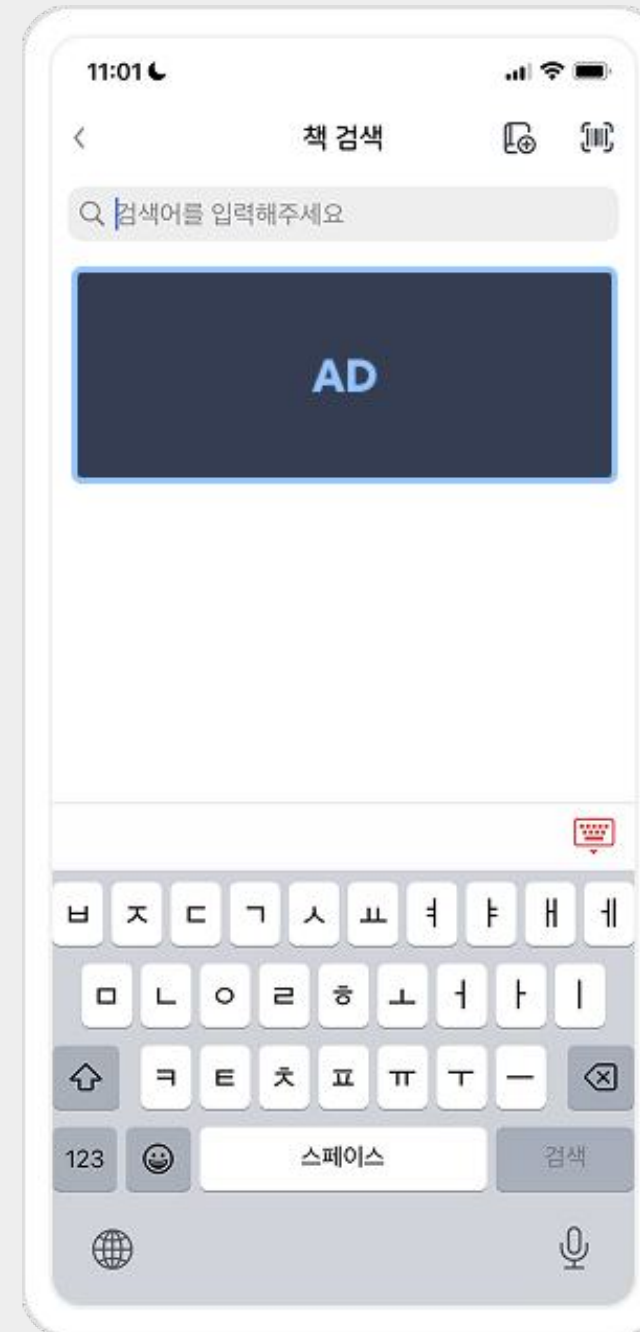 11:01
책 검색
검색어를 입력해주세요
AD
ㅂ ㅈ ㄷ ㄱ ㅅ ㅛ ㅕ ㅑ ㅐ ㅔ
ㅁ ㄴ ㅇ ㄹ ㅎ ㅗ ㅓ ㅏ ㅣ
ㅋ ㅌ ㅊ ㅍ ㅠ ㅜ ㅡ
123 스페이스 검색